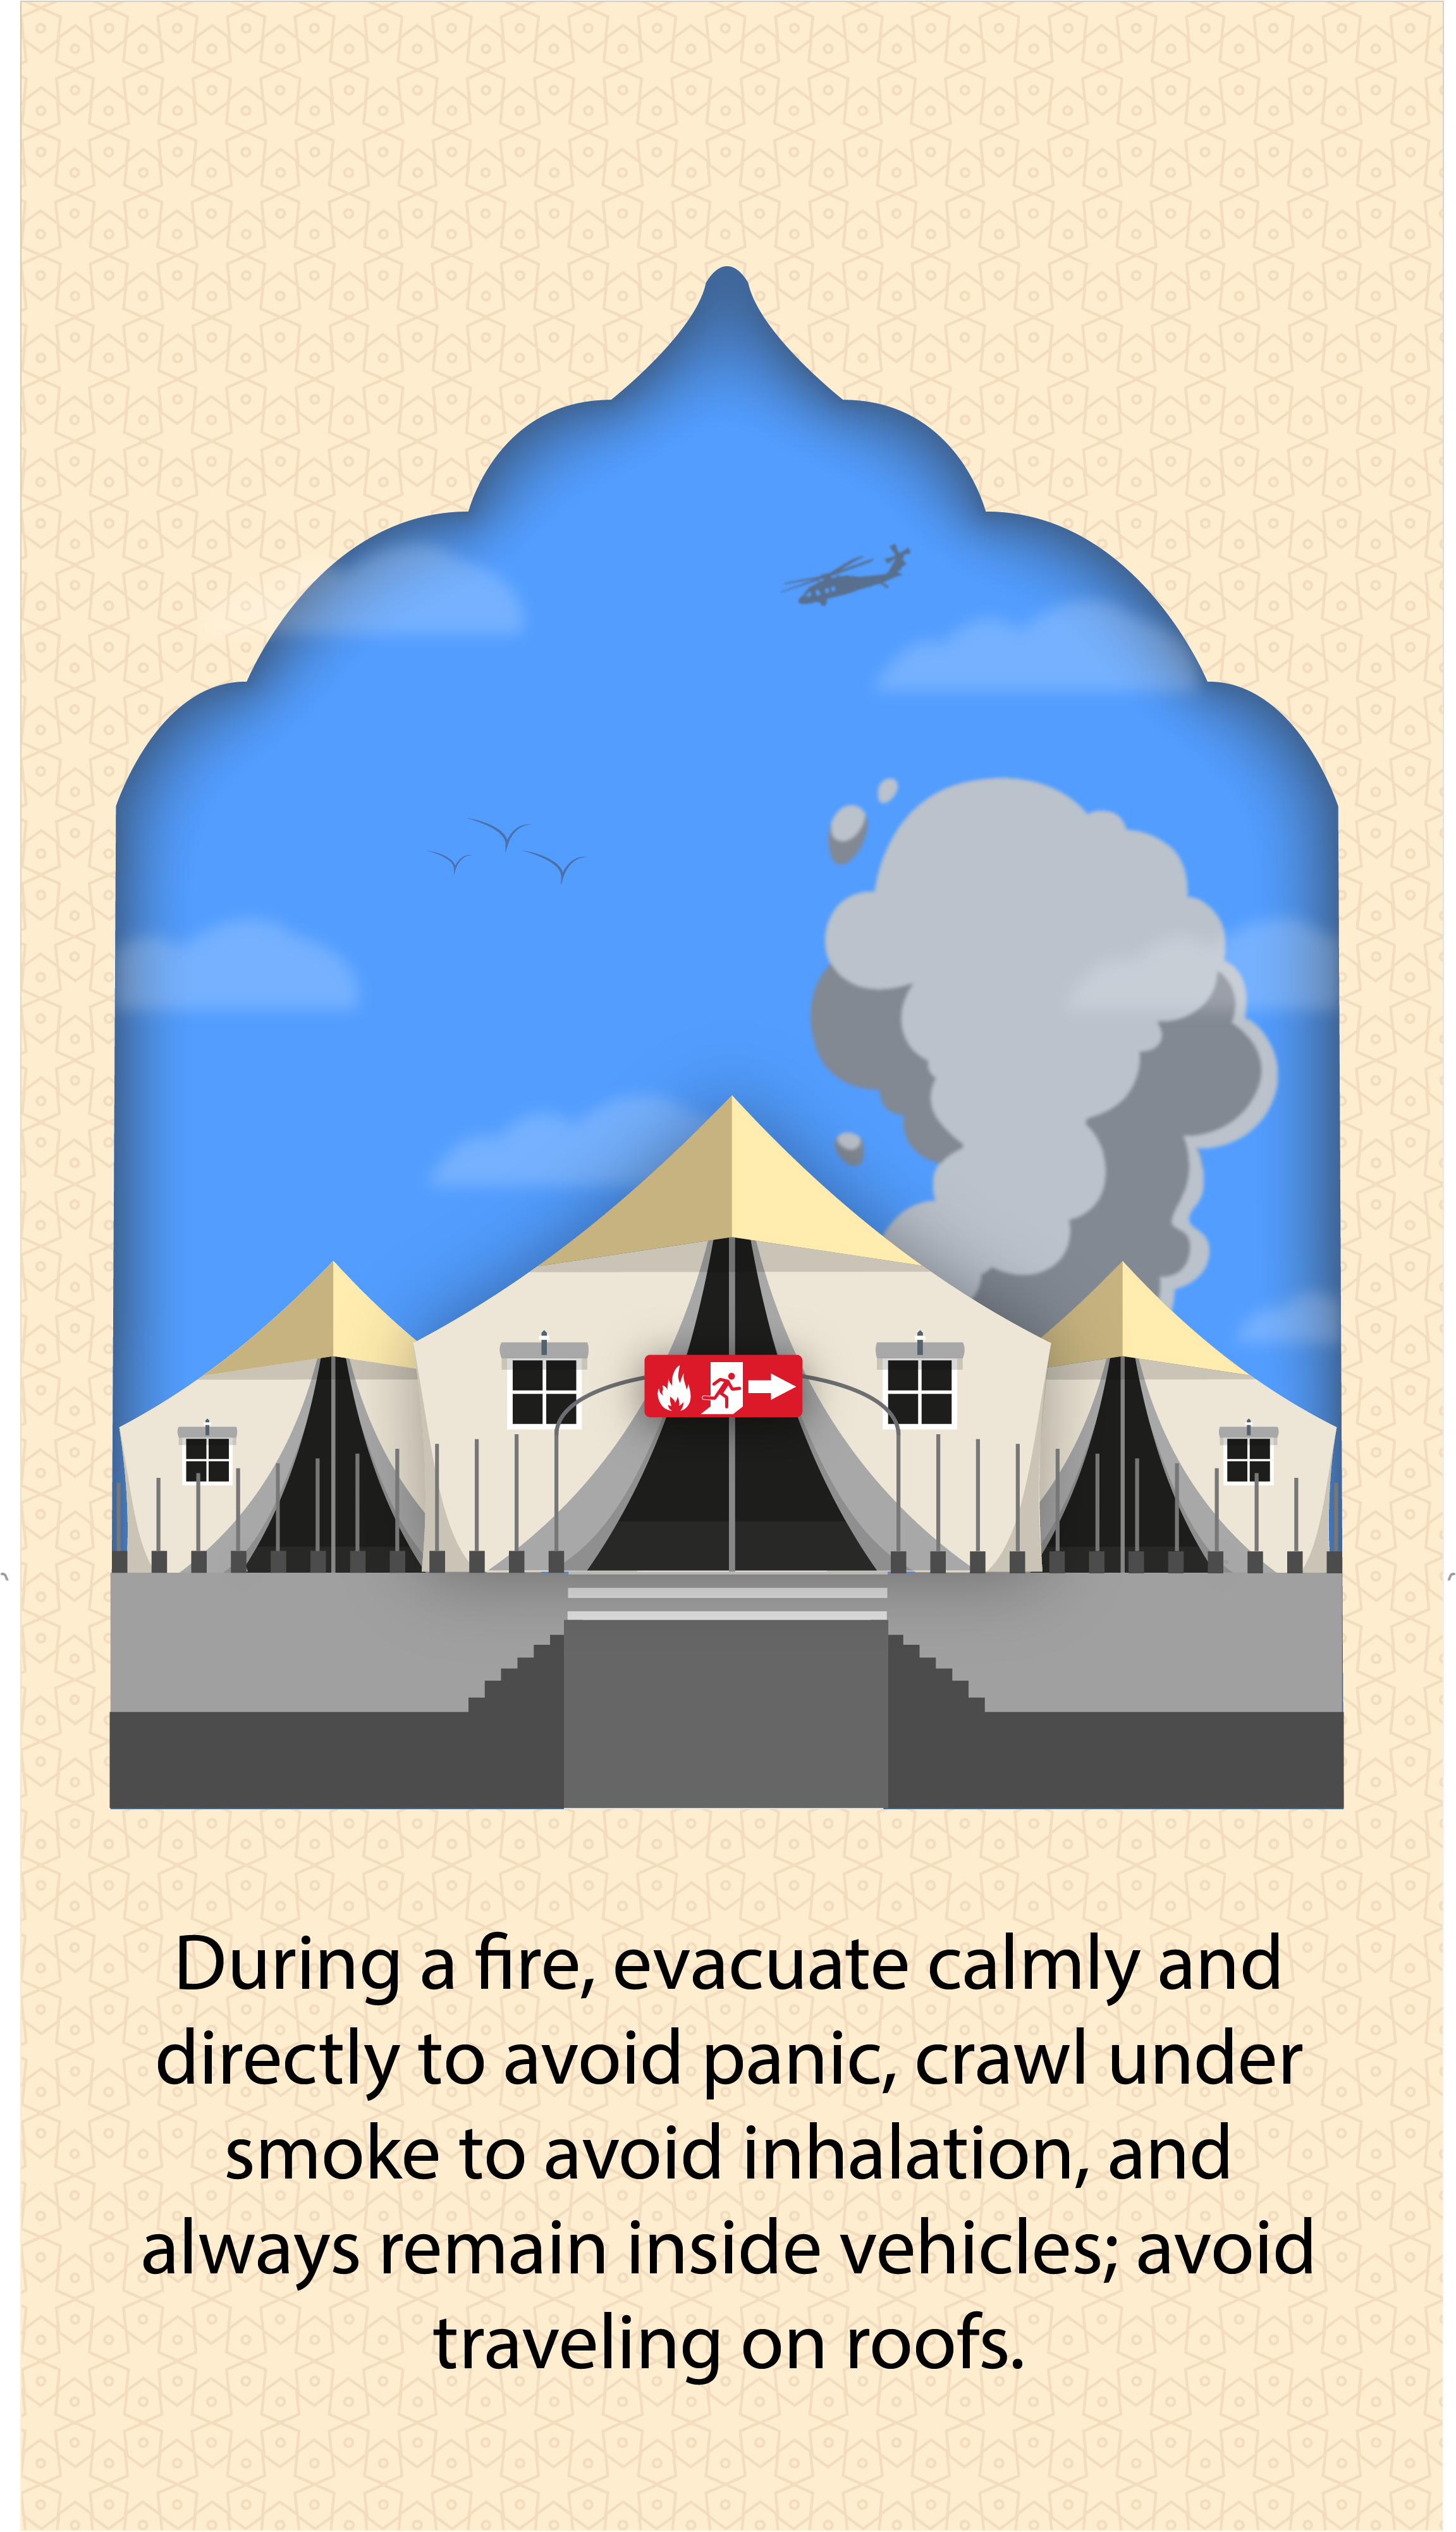 During a fire, evacuate calmly and
directly to avoid panic, crawl under
smoke to avoid inhalation, and
always remain inside vehicles; avoid
traveling on roofs.